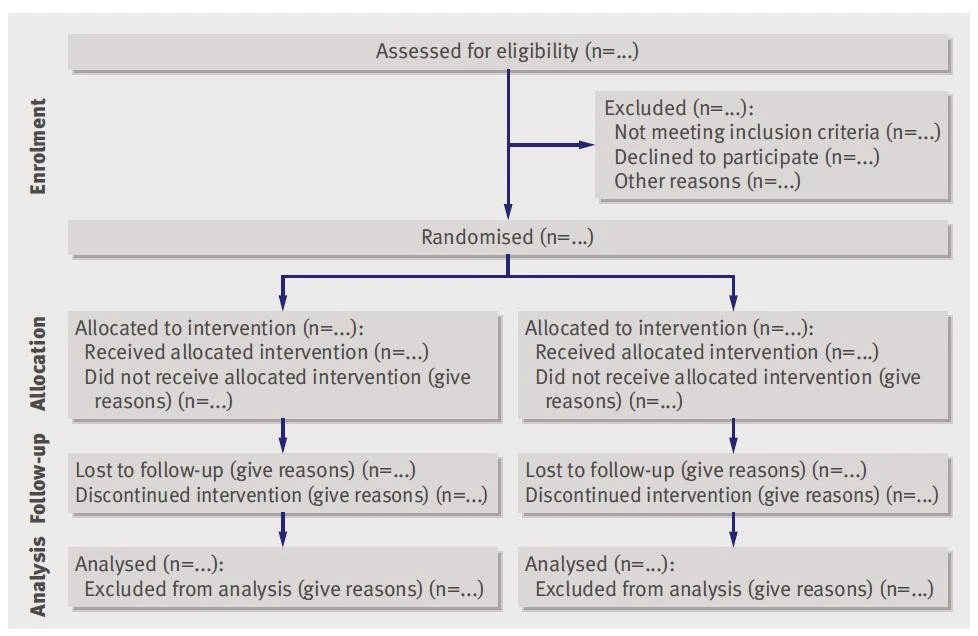 Assessed for eligibility (n=...)
Enrolment
Excluded (n=...):
Not meeting inclusion criteria (n=...)
Declined to participate (n=...)
Other reasons (n=...)
Randomised (n=...)
Allocation
Allocated to intervention (n=...):
Received allocated intervention (n=...)
Did not receive allocated intervention (give
reasons) (n=...)
Allocated to intervention (n=...):
Received allocated intervention (n=...)
Did not receive allocated intervention (give
reasons) (n=...)
Follow-up
Lost to follow-up (give reasons) (n=...)
Discontinued intervention (give reasons) (n=...)
Lost to follow-up (give reasons) (n=...)
Discontinued intervention (give reasons) (n=...)
Analysis
Analysed (n=...):
Excluded from analysis (give reasons) (n=...)
Analysed (n=...):
Excluded from analysis (give reasons) (n=...)